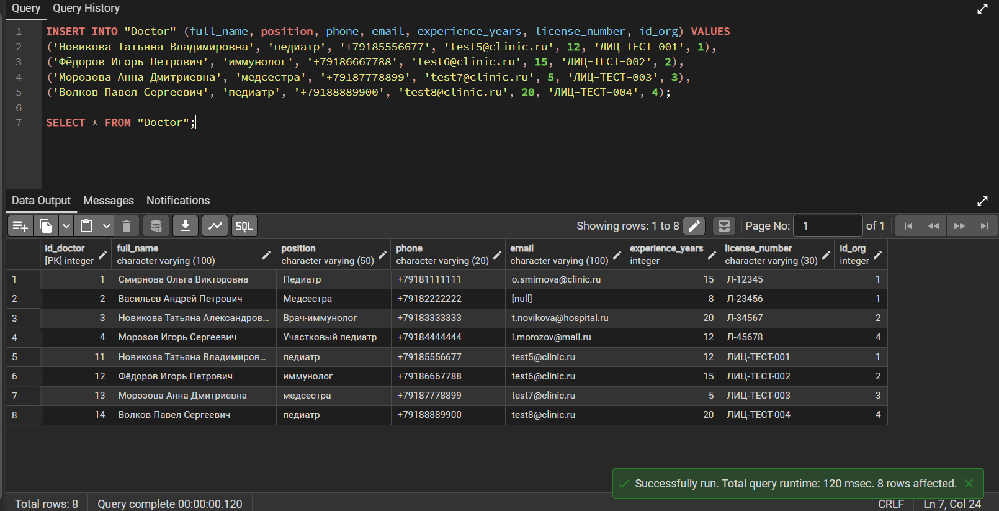 Query Query History
1 INSERT INTO "Doctor" (full_name, position, phone, email, experience_years, license_number, id_org) VALUES
2 ('Новикова Татьяна Владимировна', 'педиатр', '+79185556677', 'test5@clinic.ru', 12, 'ЛИЦ-ТЕСТ-001', 1),
3 ('Фёдоров Игорь Петрович', 'иммунолог', '+79186667788', 'test6@clinic.ru', 15, 'ЛИЦ-ТЕСТ-002', 2),
4 ('Морозова Анна Дмитриевна', 'медсестра', '+79187778899', 'test7@clinic.ru', 5, 'ЛИЦ-ТЕСТ-003', 3),
5 ('Волков Павел Сергеевич', 'педиатр', '+79188889900', 'test8@clinic.ru', 20, 'ЛИЦ-ТЕСТ-004', 4);
6
7 SELECT * FROM "Doctor";
Data Output Messages Notifications
SQL Showing rows: 1 to 8 Page No: 1 of 1
id_doctor full_name position phone email experience_years license_number id_org
[PK] integer character varying (100) character varying (50) character varying (20) character varying (100) integer character varying (30) integer
1 1 Смирнова Ольга Викторовна Педиатр +79181111111 o.smirnova@clinic.ru 15 Л-12345 1
2 2 Васильев Андрей Петрович Медсестра +79182222222 [null] 8 Л-23456 1
3 3 Новикова Татьяна Александров... Врач-иммунолог +79183333333 t.novikova@hospital.ru 20 Л-34567 2
4 4 Морозов Игорь Сергеевич Участковый педиатр +79184444444 i.morozov@mail.ru 12 Л-45678 4
5 11 Новикова Татьяна Владимиров... педиатр +79185556677 test5@clinic.ru 12 ЛИЦ-ТЕСТ-001 1
6 12 Фёдоров Игорь Петрович иммунолог +79186667788 test6@clinic.ru 15 ЛИЦ-ТЕСТ-002 2
7 13 Морозова Анна Дмитриевна медсестра +79187778899 test7@clinic.ru 5 ЛИЦ-ТЕСТ-003 3
8 14 Волков Павел Сергеевич педиатр +79188889900 test8@clinic.ru 20 ЛИЦ-ТЕСТ-004 4
Successfully run. Total query runtime: 120 msec. 8 rows affected.
Total rows: 8 Query complete 00:00:00.120 CRLF Ln 7, Col 24